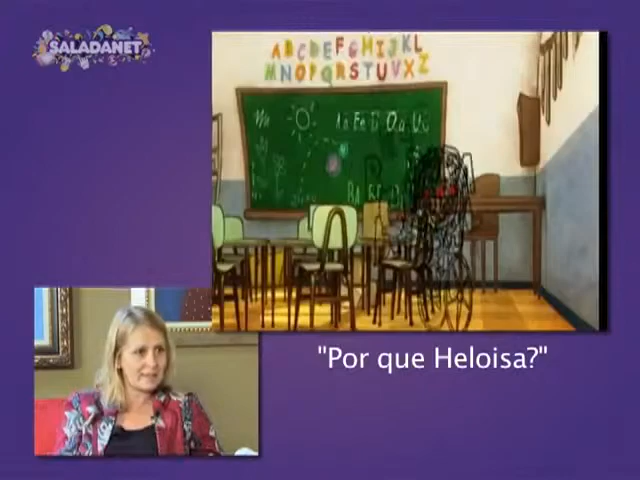 SALADANET
ABCDEFGHIJKL
MNOPQRSTUVXZ
"Por que Heloisa?"